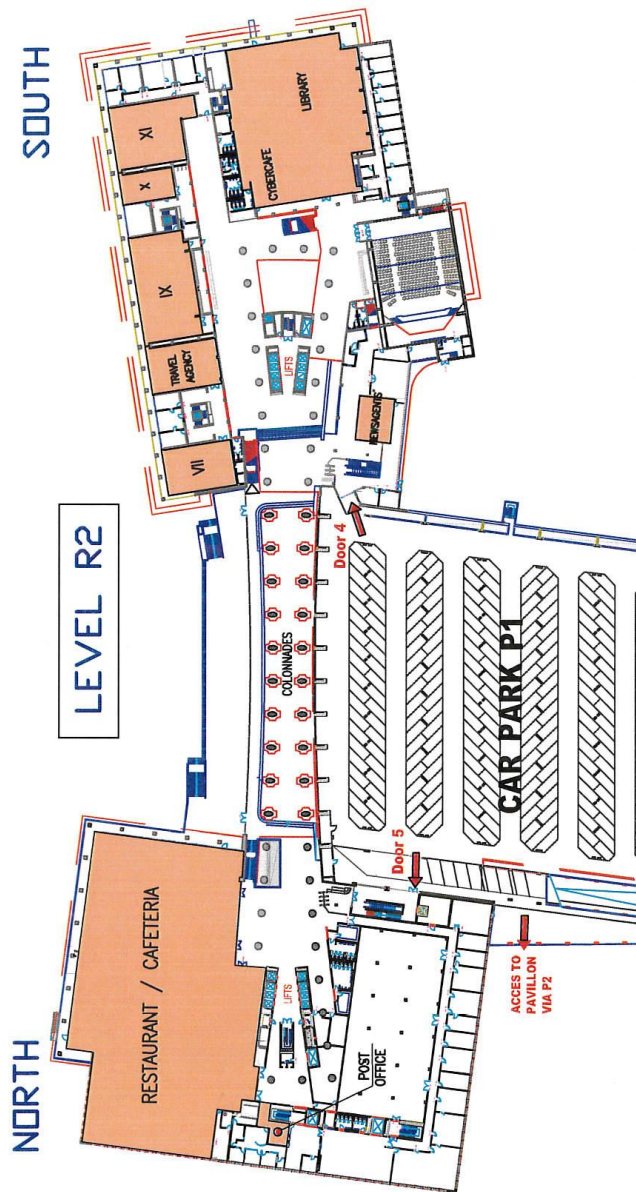 SOUTH
LEVEL R2
NORTH
XI
X
IX
TRAVEL
AGENCY
VII
LIBRARY
CYBERCAFE
LIFTS
NEWSAGENTS
Door 4
COLONNADES
CAR PARK P1
Door 5
RESTAURANT / CAFETERIA
LIFTS
POST
OFFICE
ACCES TO
PAVILLON
VIA P2